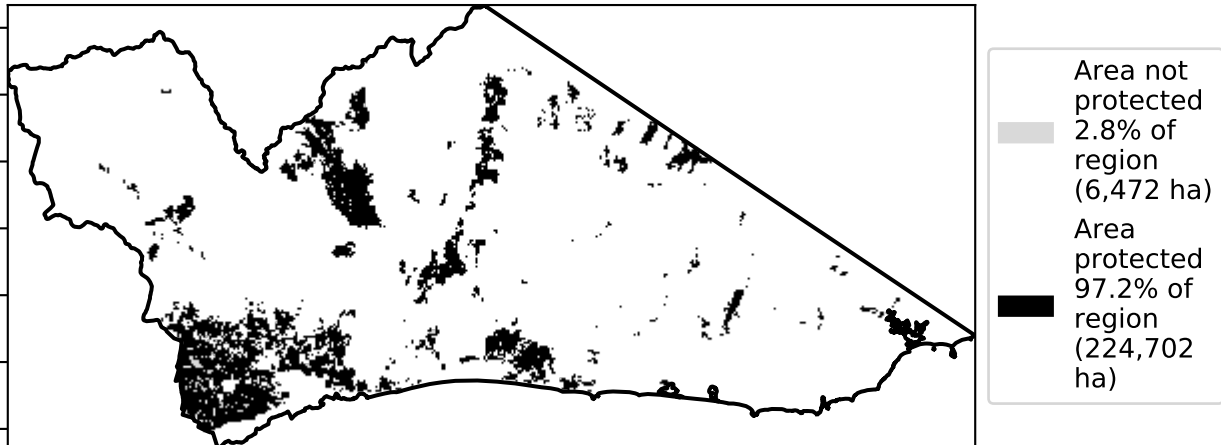 Area not
protected
2.8% of
region
(6,472 ha)
Area
protected
97.2% of
region
(224,702
ha)